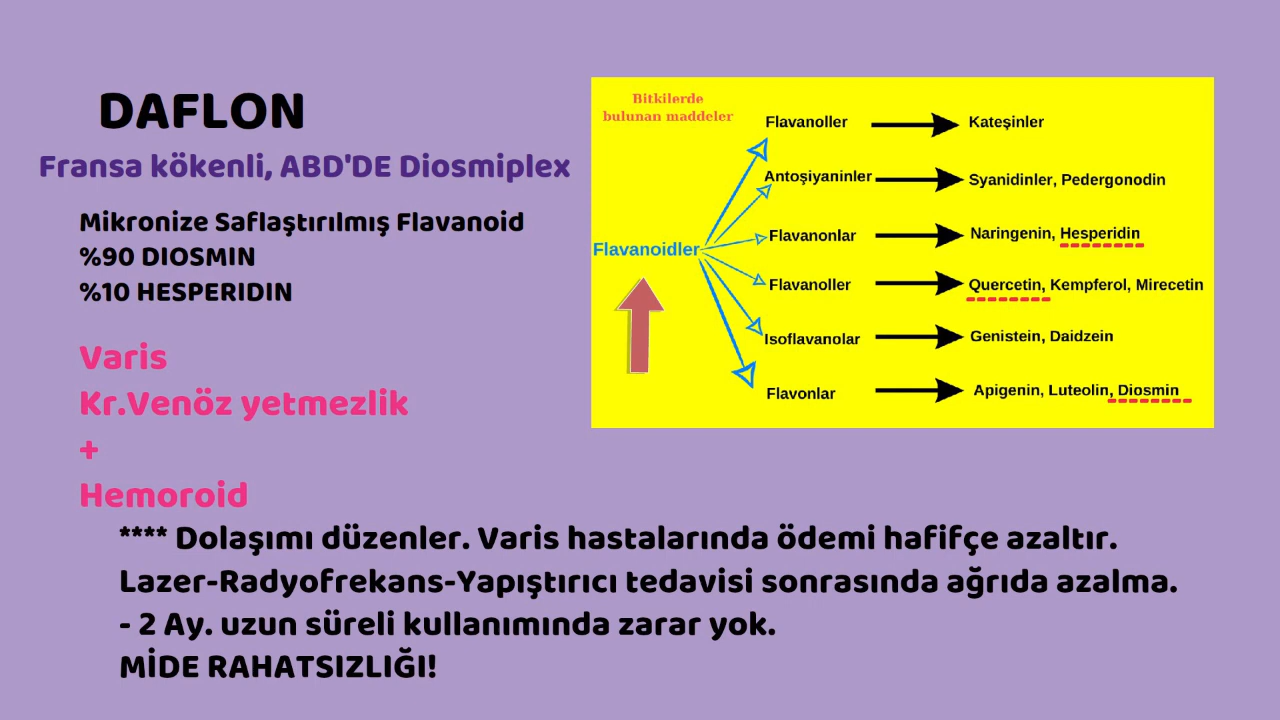 DAFLON
Fransa kökenli, ABD'DE Diosmiplex
Mikronize Saflaştırılmış Flavanoid
%90 DIOSMIN
%10 HESPERIDIN
Varis
Kr.Venöz yetmezlik
+
Hemoroid
Bitkilerde
bulunan maddeler
Flavanoidler
Flavanoller Kateşinler
Antoşiyaninler Syanidinler, Pedergonodin
Flavanonlar Naringenin, Hesperidin
Flavanoller Quercetin, Kempferol, Mirecetin
Isoflavanolar Genistein, Daidzein
Flavonlar Apigenin, Luteolin, Diosmin
**** Dolaşımı düzenler. Varis hastalarında ödemi hafifçe azaltır.
Lazer-Radyofrekans-Yapıştırıcı tedavisi sonrasında ağrıda azalma.
- 2 Ay. uzun süreli kullanımında zarar yok.
MİDE RAHATSIZLIĞI!